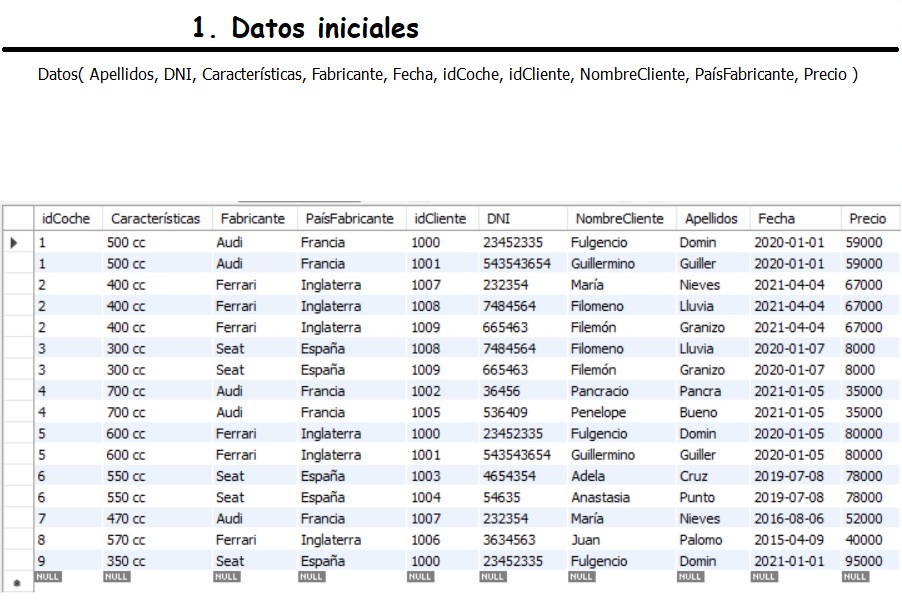 1. Datos iniciales
Datos( Apellidos, DNI, Características, Fabricante, Fecha, idCoche, idCliente, NombreCliente, PaísFabricante, Precio )
idCoche Características Fabricante PaísFabricante idCliente DNI NombreCliente Apellidos Fecha Precio
1 500 cc Audi Francia 1000 23452335 Fulgencio Domin 2020-01-01 59000
1 500 cc Audi Francia 1001 543543654 Guillermino Guiller 2020-01-01 59000
2 400 cc Ferrari Inglaterra 1007 232354 María Nieves 2021-04-04 67000
2 400 cc Ferrari Inglaterra 1008 7484564 Filomeno Lluvia 2021-04-04 67000
2 400 cc Ferrari Inglaterra 1009 665463 Filemón Granizo 2021-04-04 67000
3 300 cc Seat España 1008 7484564 Filomeno Lluvia 2020-01-07 8000
3 300 cc Seat España 1009 665463 Filemón Granizo 2020-01-07 8000
4 700 cc Audi Francia 1002 36456 Pancracio Pancra 2021-01-05 35000
4 700 cc Audi Francia 1005 536409 Penelope Bueno 2021-01-05 35000
5 600 cc Ferrari Inglaterra 1000 23452335 Fulgencio Domin 2020-01-05 80000
5 600 cc Ferrari Inglaterra 1001 543543654 Guillermino Guiller 2020-01-05 80000
6 550 cc Seat España 1003 4654354 Adela Cruz 2019-07-08 78000
6 550 cc Seat España 1004 54635 Anastasia Punto 2019-07-08 78000
7 470 cc Audi Francia 1007 232354 María Nieves 2016-08-06 52000
8 570 cc Ferrari Inglaterra 1006 3634563 Juan Palomo 2015-04-09 40000
9 350 cc Seat España 1000 23452335 Fulgencio Domin 2021-01-01 95000
NULL NULL NULL NULL NULL NULL NULL NULL NULL NULL